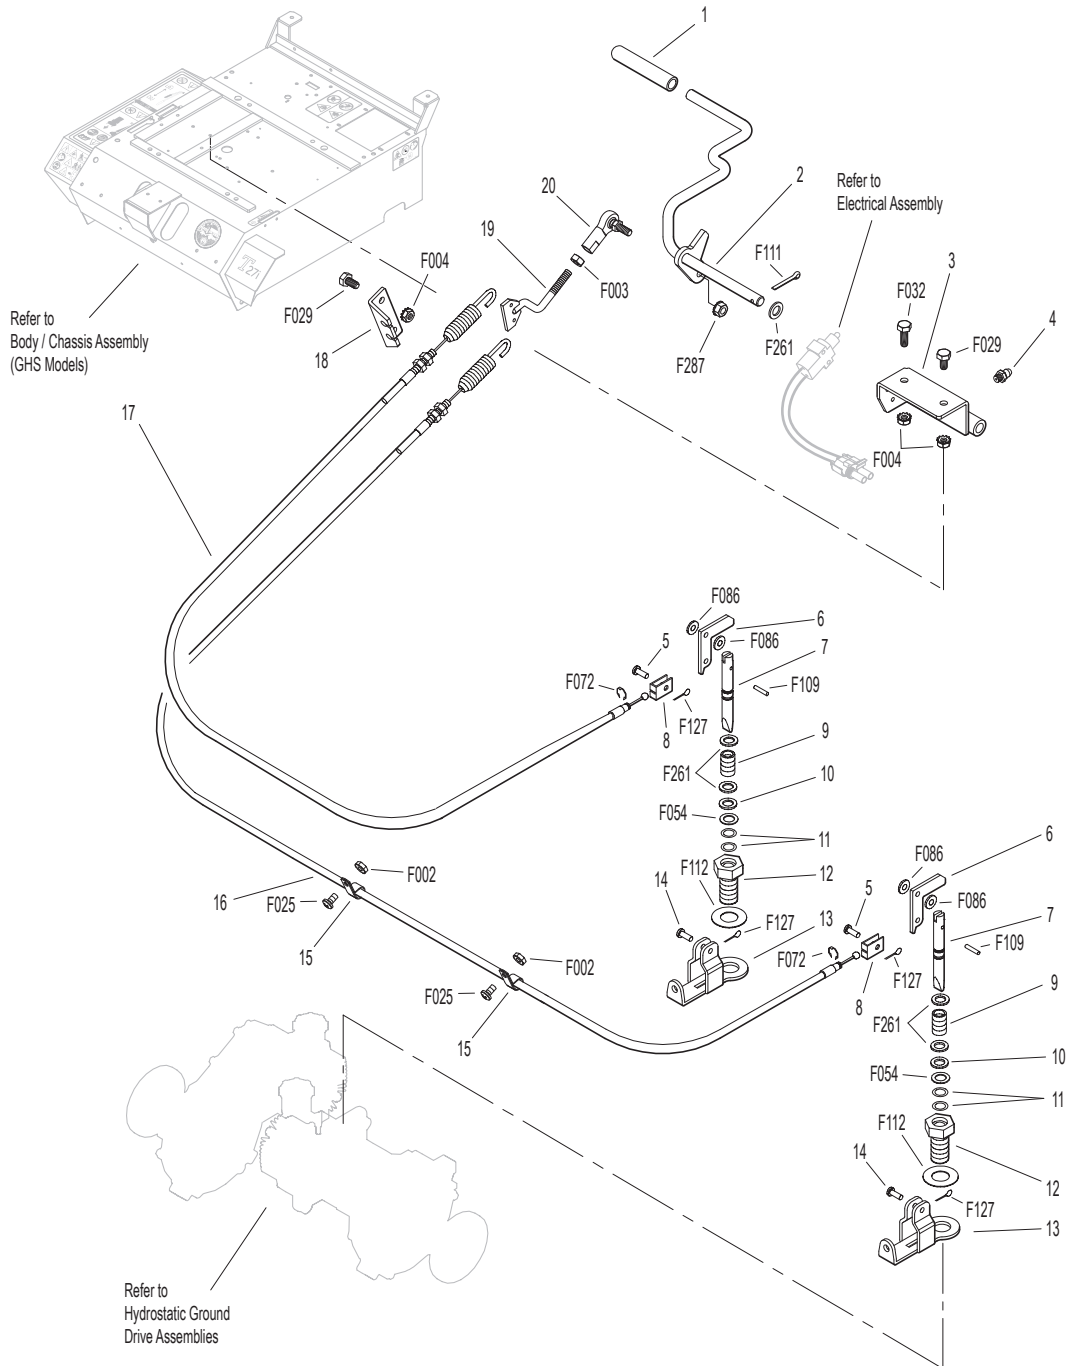 1
20
2
Refer to
Electrical Assembly
19
F111
3
F004
F003
F032
4
F029
Refer to
Body / Chassis Assembly
(GHS Models)
T27i
18
F287
F261
F029
17
F004
F086
6
5
F086
7
F072
F109
F127
8
9
F261
10
F054
11
F002
6
F086
F112
12
14
5
F086
16
F025
7
F127
13
F109
15
F002
F072
F127
8
9
F025
F261
15
10
F054
11
F112
14
12
F127
13
Refer to
Hydrostatic Ground
Drive Assemblies